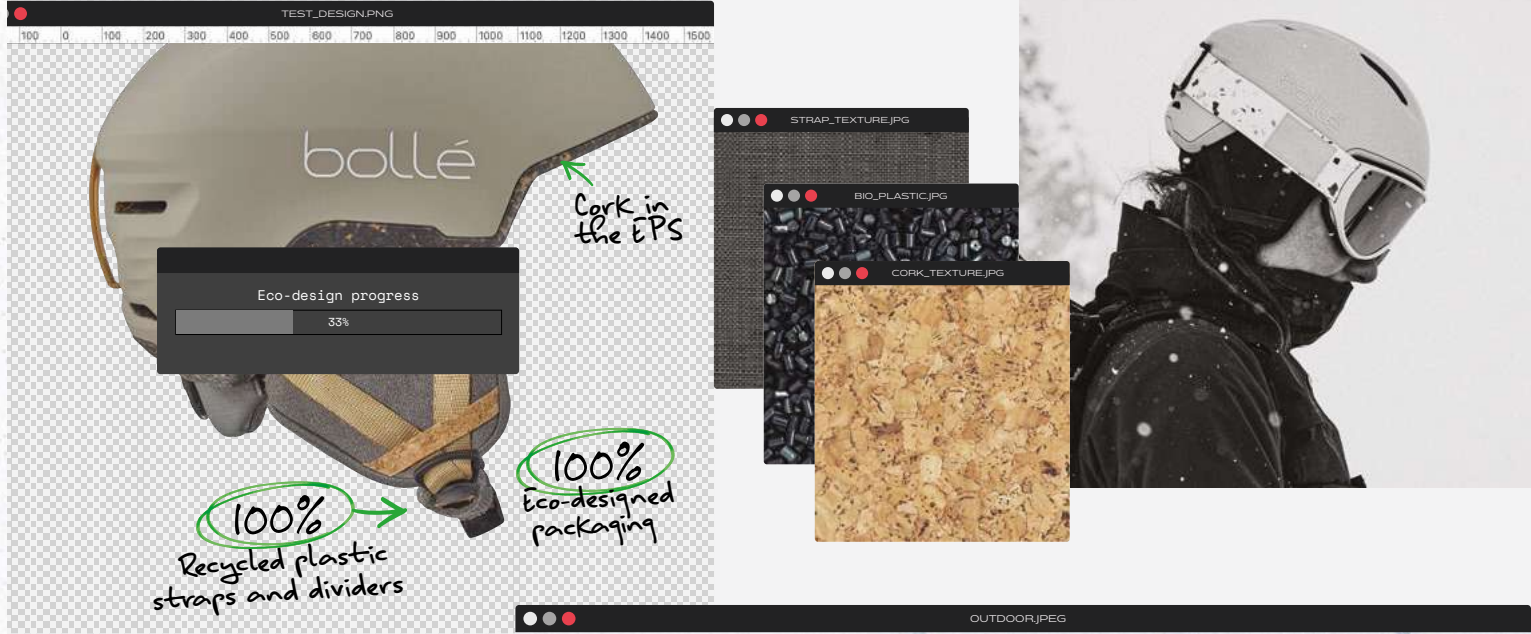 TEST_DESIGN.PNG
100 0 100 200 300 400 500 600 700 800 900 1000 1100 1200 1300 1400 1500
bollé
Cork in
the EPS
Eco-design progress
33%
100%
Recycled plastic
straps and dividers
100%
Eco-designed
packaging
STRAP_TEXTURE.JPG
BIO_PLASTIC.JPG
CORK_TEXTURE.JPG
OUTDOOR.JPEG